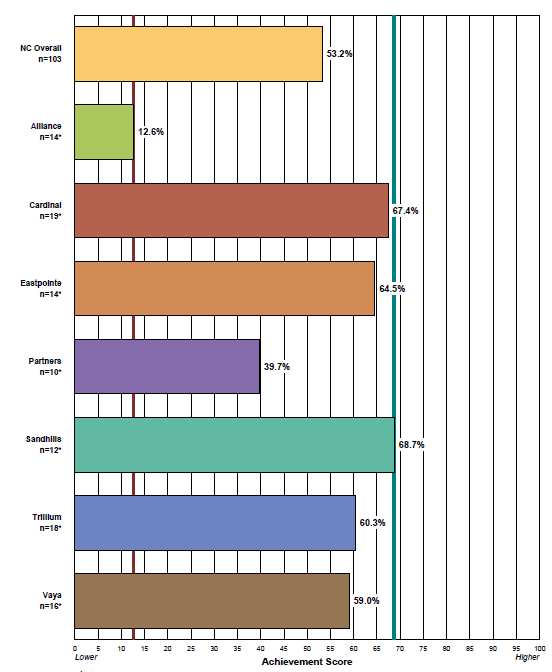 NC Overall
n=103
53.2%
Alliance
n=14*
12.6%
Cardinal
n=19*
67.4%
Eastpointe
n=14*
64.5%
Partners
n=10*
39.7%
Sandhills
n=12*
68.7%
Trillium
n=18*
60.3%
Vaya
n=16*
59.0%
0 5 10 15 20 25 30 35 40 45 50 55 60 65 70 75 80 85 90 95 100
Lower Higher
Achievement Score